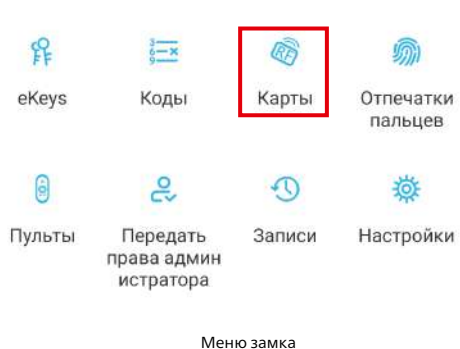 eKeys Коды Карты Отпечатки
пальцев
Пульты Передать Записи Настройки
права админ
истратора
Меню замка